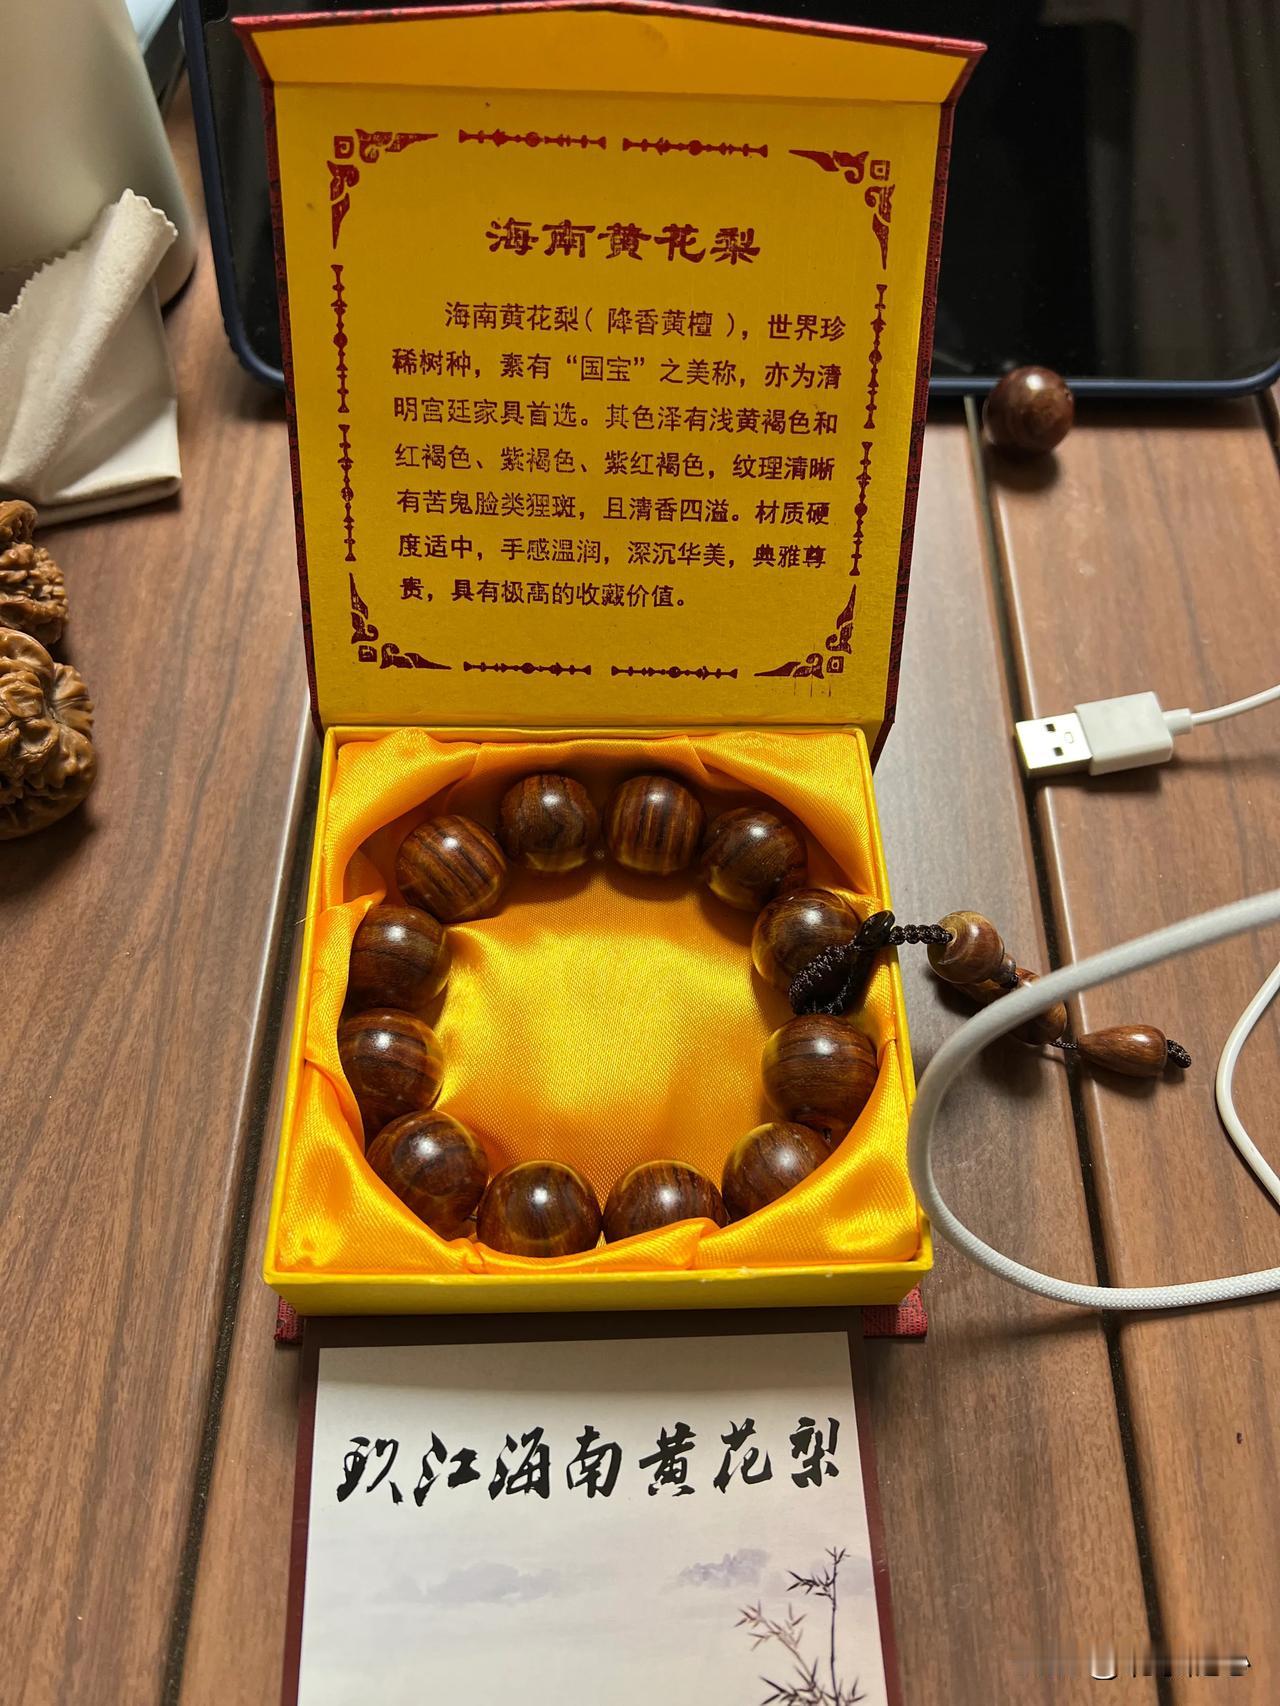 海南黄花梨
海南黄花梨（降香黄檀），世界珍
稀树种，素有“国宝”之美称，亦为清
明宫廷家具首选。其色泽有浅黄褐色和
红褐色、紫褐色、紫红褐色，纹理清晰
有苦鬼脸类狸斑，且清香四溢。材质硬
度适中，手感温润，深沉华美，典雅尊
贵，具有极高的收藏价值。
玖江海南黄花梨